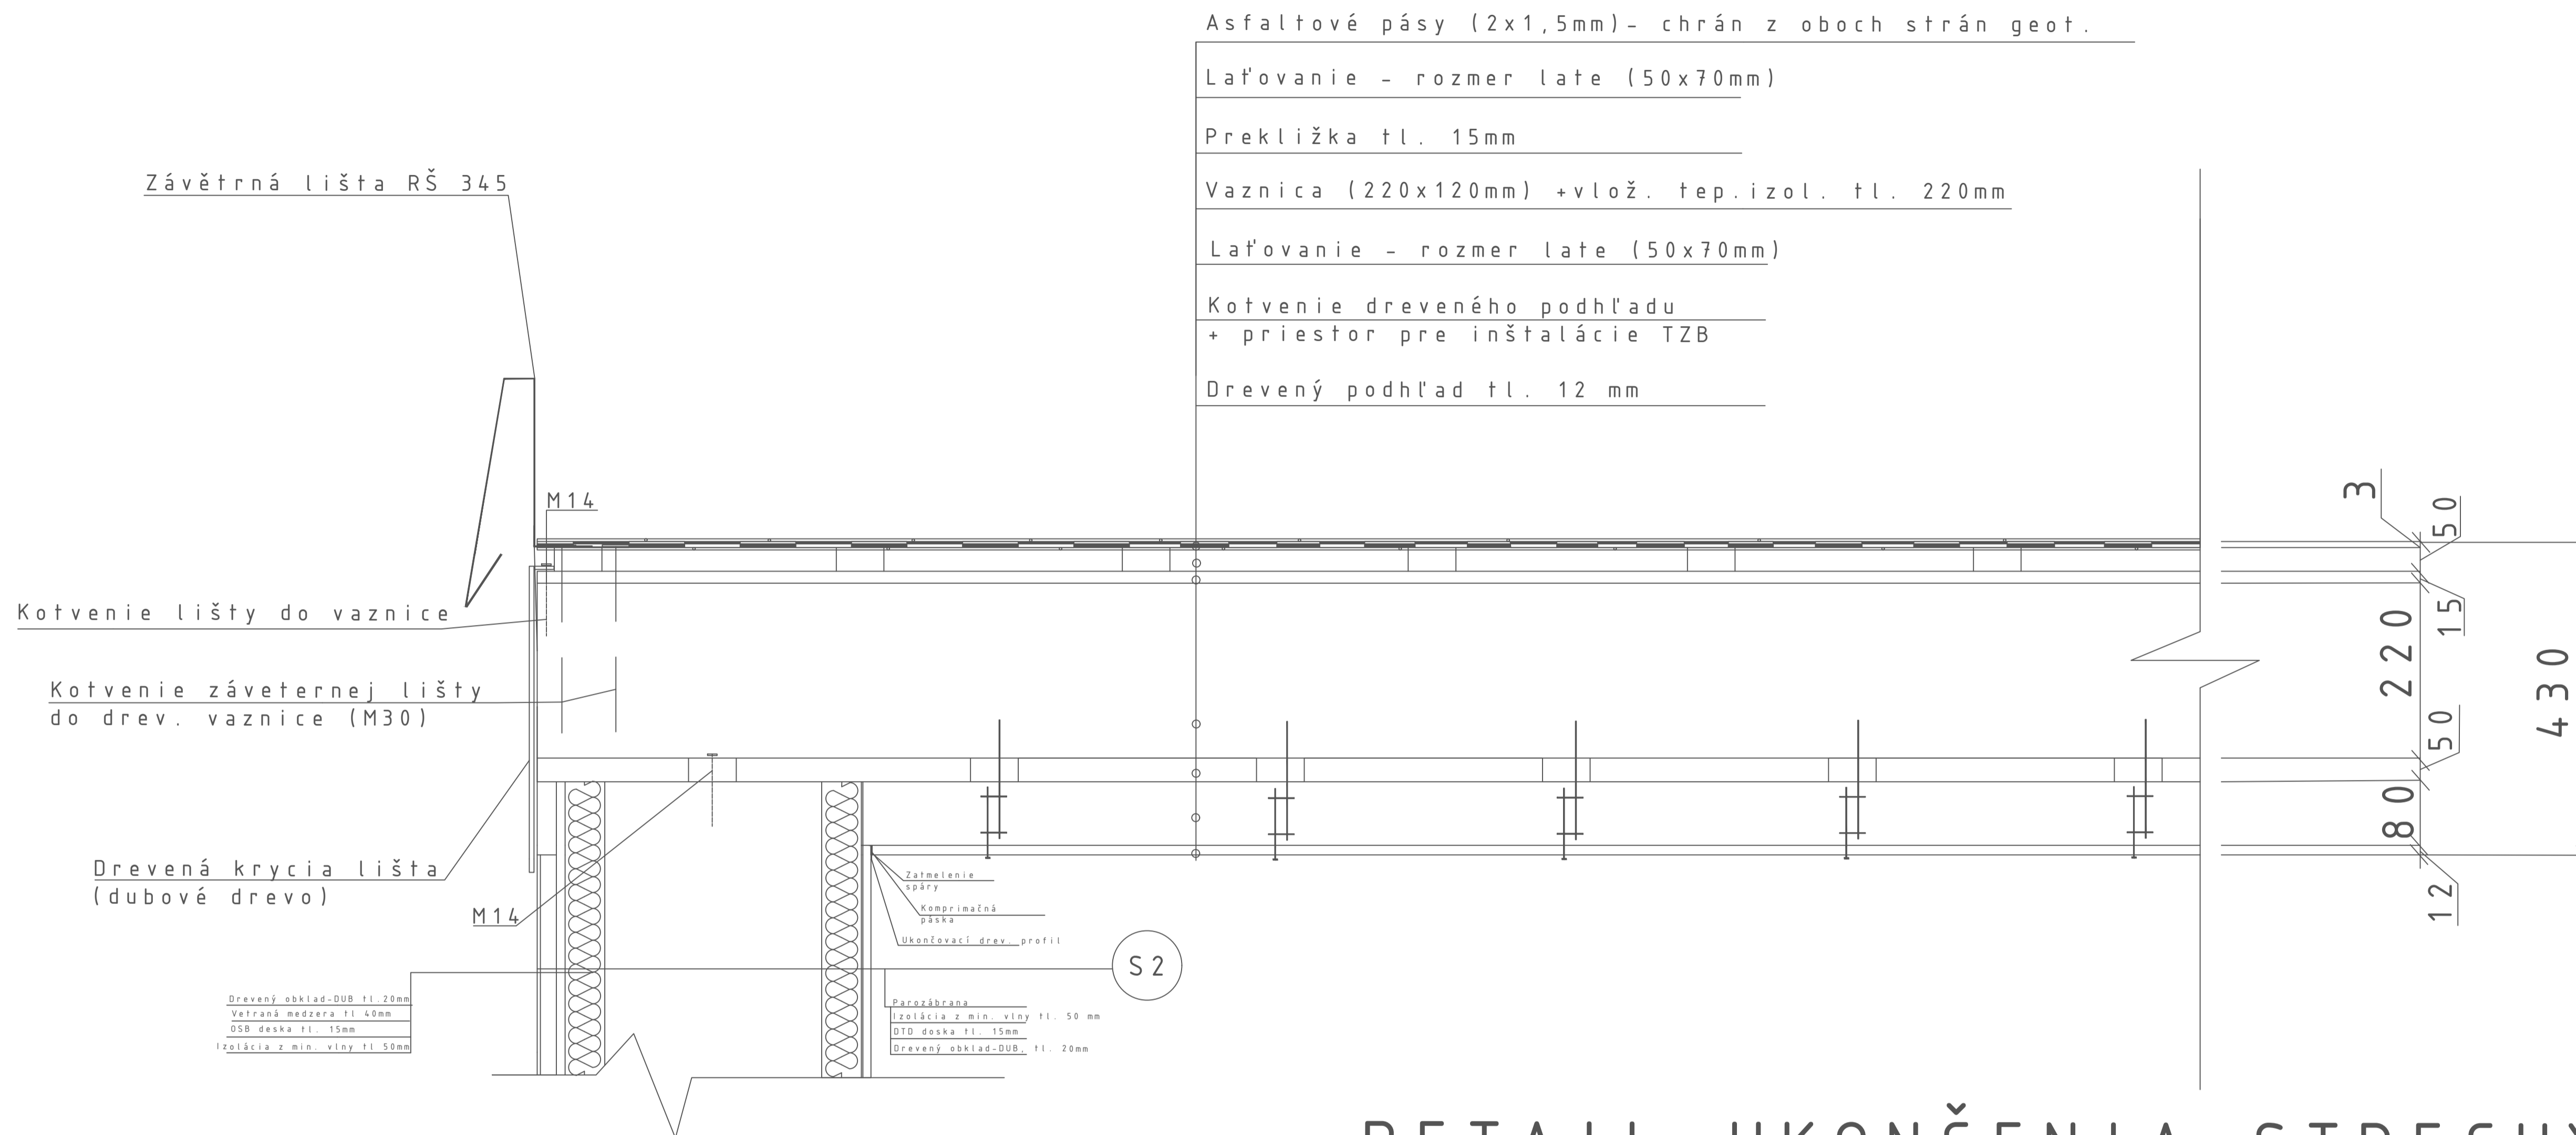 Asfaltové pásy (2x1,5mm)- chrán z oboch strán geot.
Laťovanie - rozmer late (50x70mm)
Prekližka tl. 15mm
Vaznica (220x120mm) +vlož. tep.izol. tl. 220mm
Laťovanie - rozmer late (50x70mm)
Kotvenie dreveného podhľadu
+ priestor pre inštalácie TZB
Drevený podhľad tl. 12 mm
Závětrná lišta RŠ 345
M14
Kotvenie lišty do vaznice
Kotvenie záveternej lišty
do drev. vaznice (M30)
Drevená krycia lišta
(dubové drevo)
M14
Zatmelenie
spáry
Komprimačná
páska
Ukončovací drev. profil
S2
Drevený obklad-DUB tl.20mm
Vetraná medzera tl 40mm
OSB deska tl. 15mm
Izolácia z min. vlny tl 50mm
Parozábrana
Izolácia z min. vlny tl. 50 mm
DTD doska tl. 15mm
Drevený obklad-DUB, tl. 20mm
3
50
15
220
430
50
80
12
DETAIL UKONČENIA STRECHY